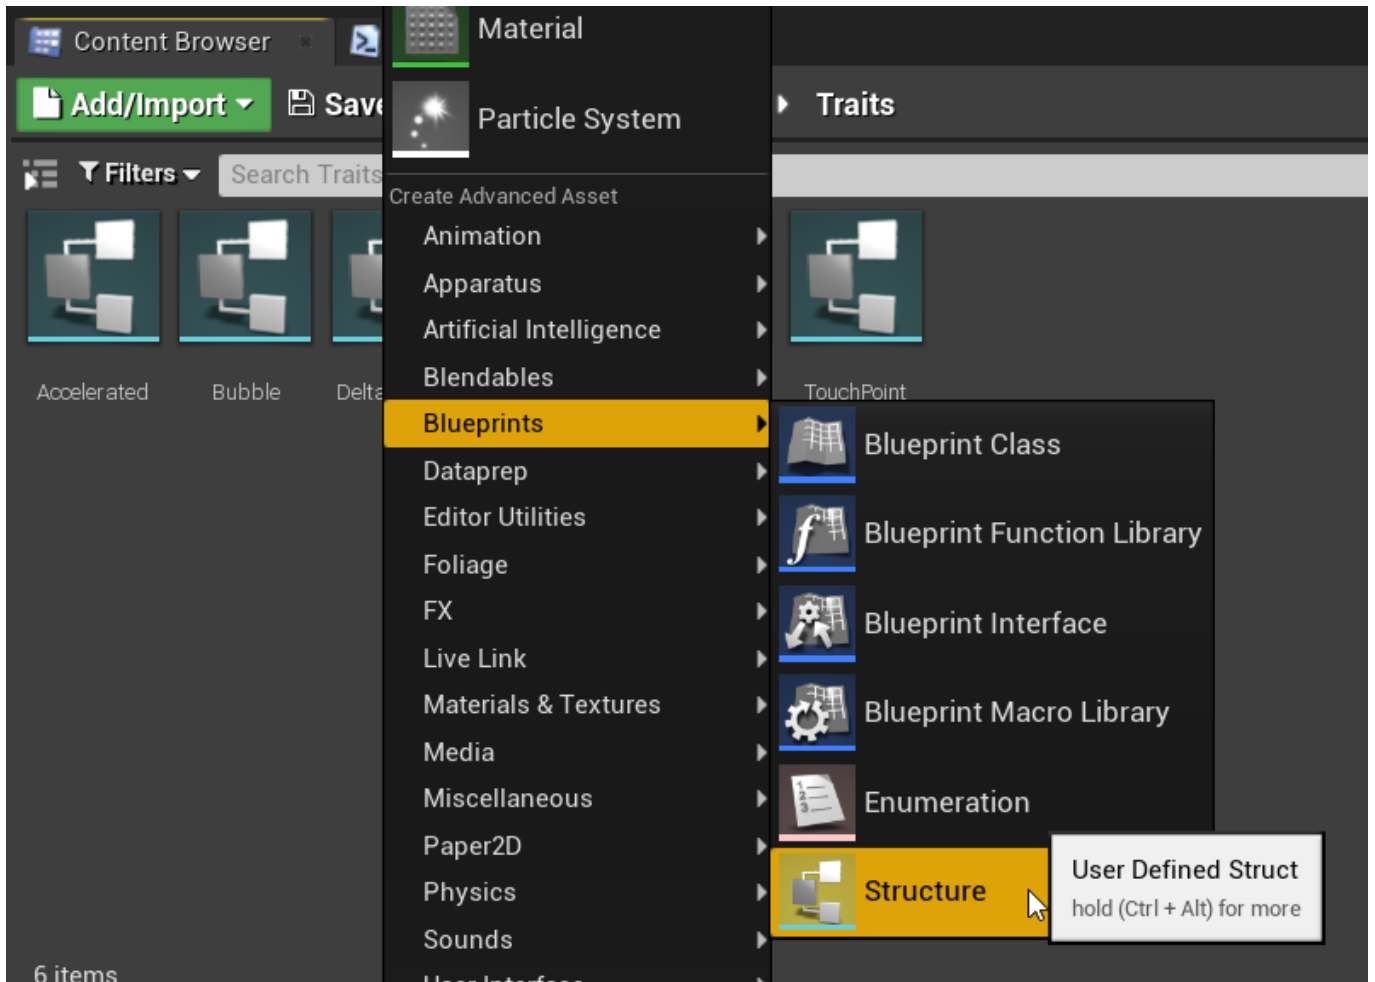 Content Browser
Add/Import
Save
Traits
Filters
Search Traits
Material
Particle System
Create Advanced Asset
Animation
Apparatus
Artificial Intelligence
Blendables
Blueprints
Dataprep
Editor Utilities
Foliage
FX
Live Link
Materials & Textures
Media
Miscellaneous
Paper2D
Physics
Sounds
User Interface
Accelerated
Bubble
Delta
TouchPoint
Blueprint Class
Blueprint Function Library
Blueprint Interface
Blueprint Macro Library
Enumeration
Structure
User Defined Struct
hold (Ctrl + Alt) for more
6 items